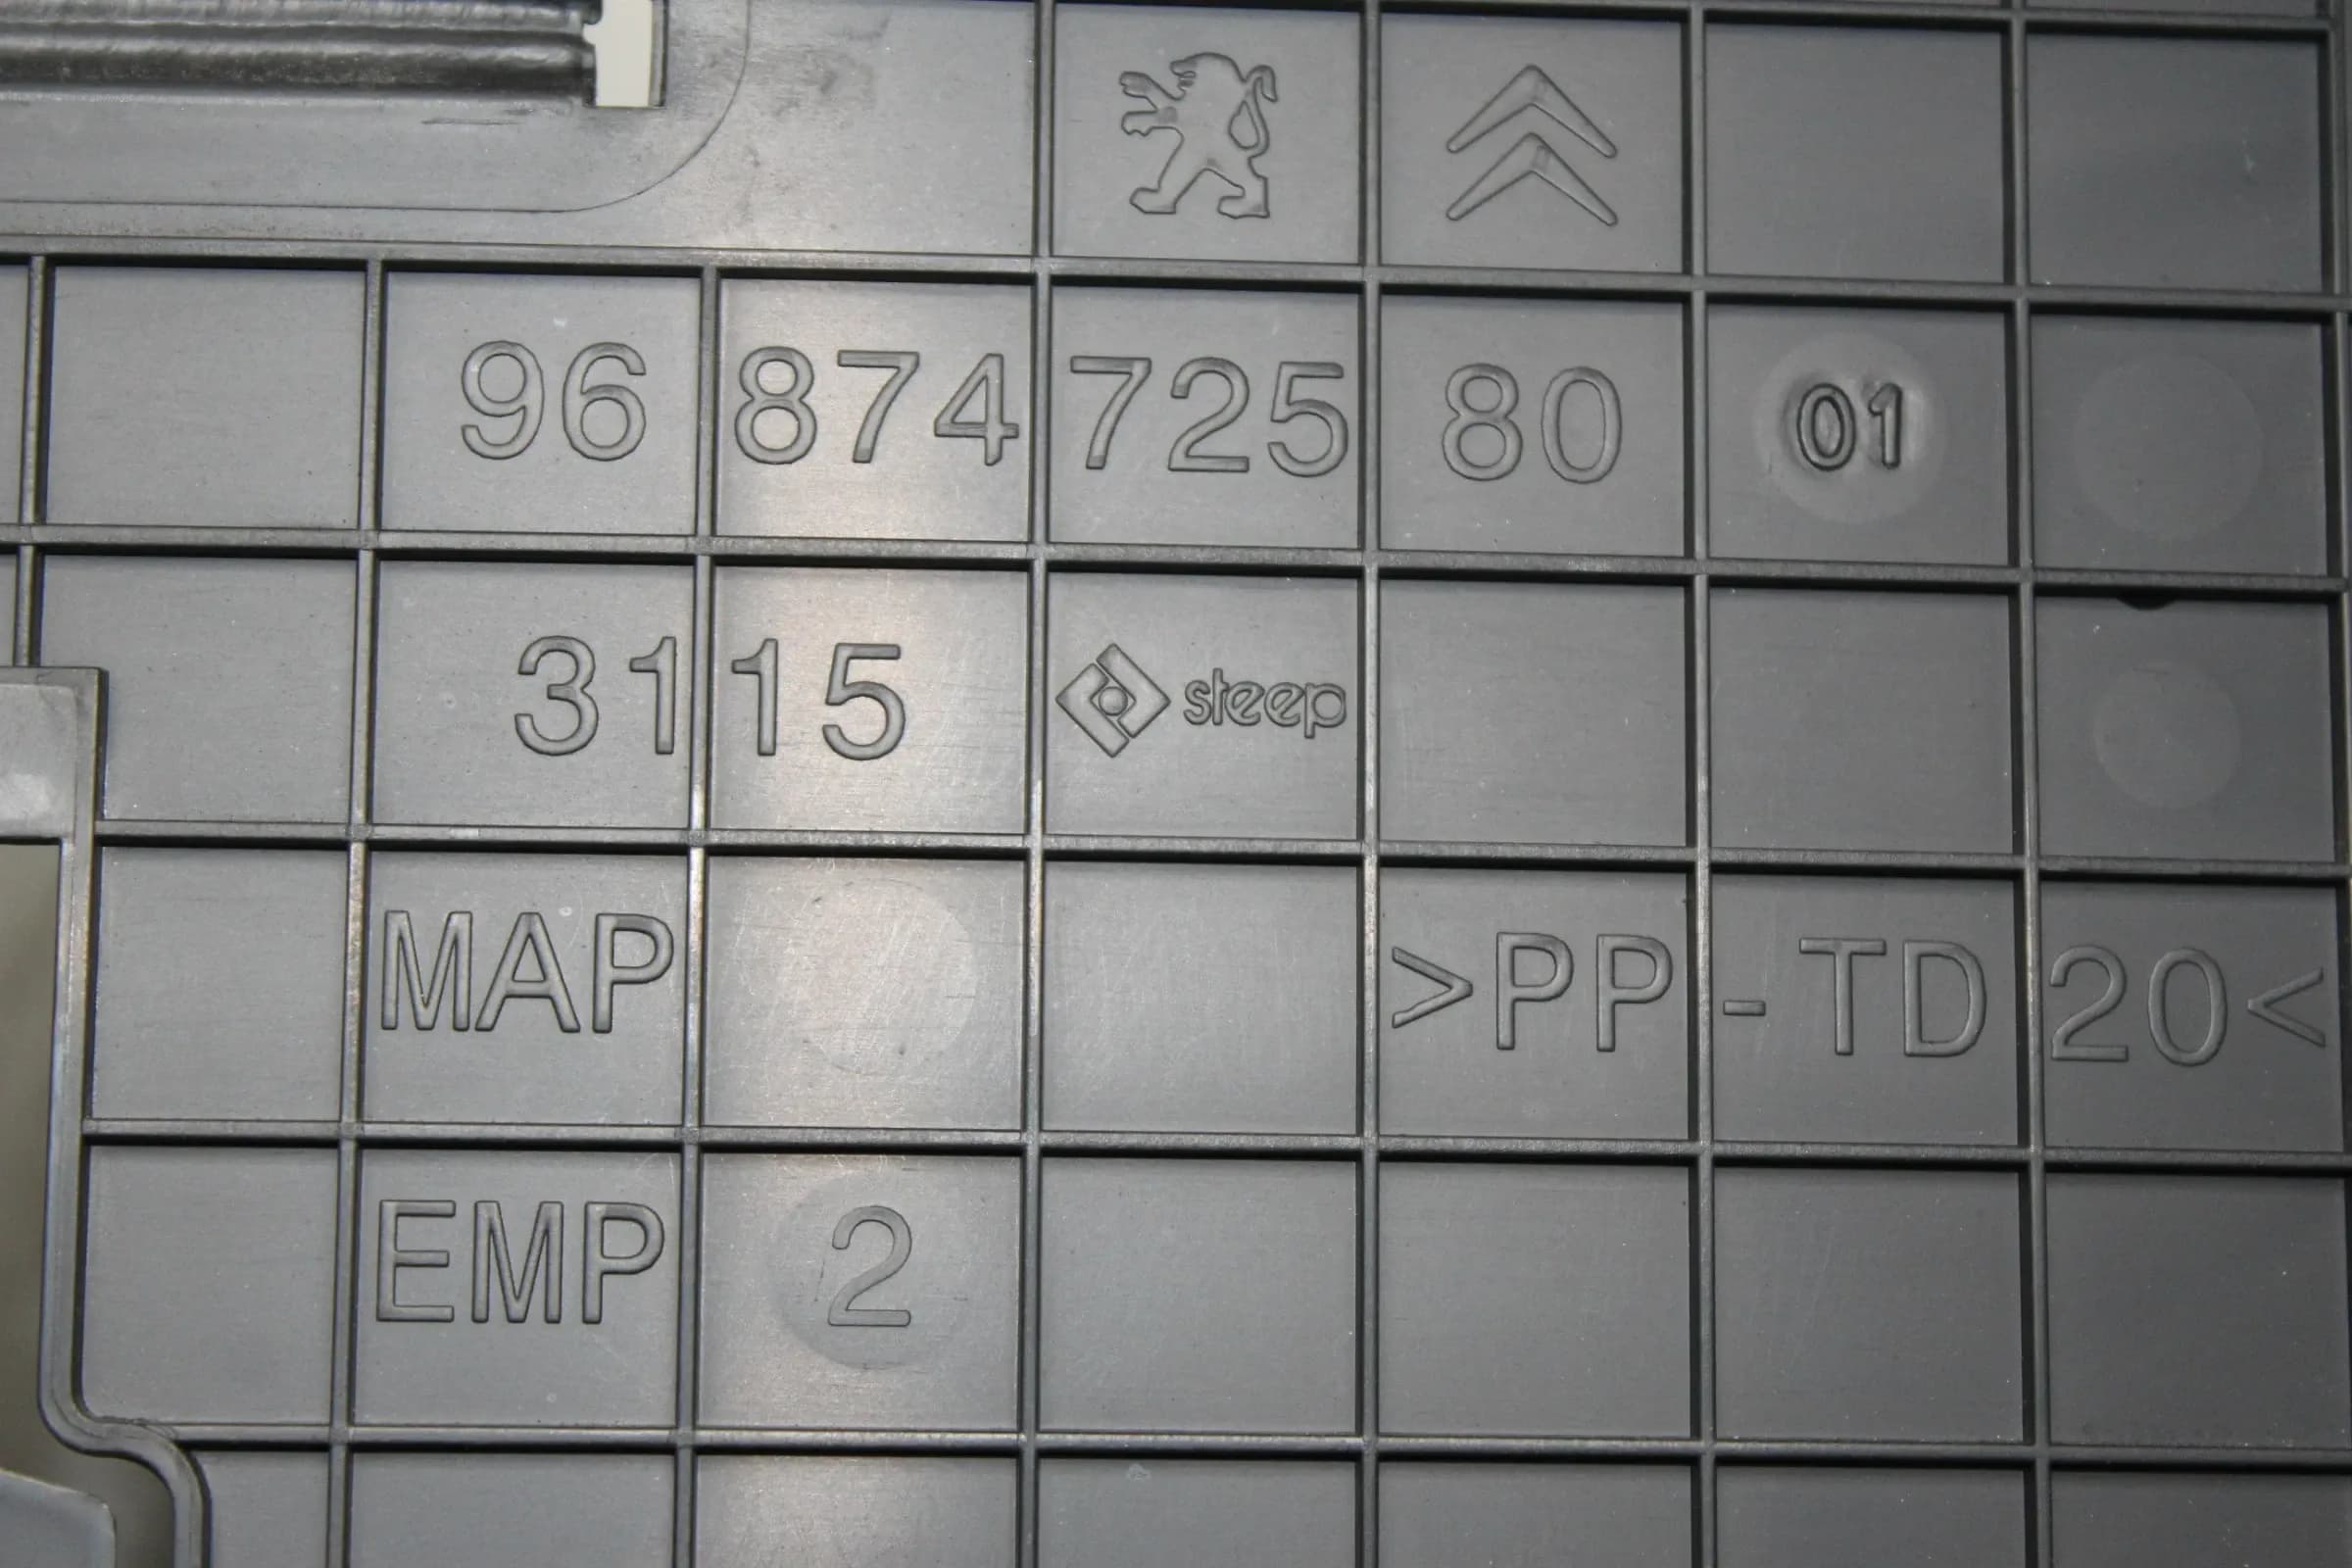 96 874 725 80 01
3115 steep
MAP >PP-TD20<
EMP 2